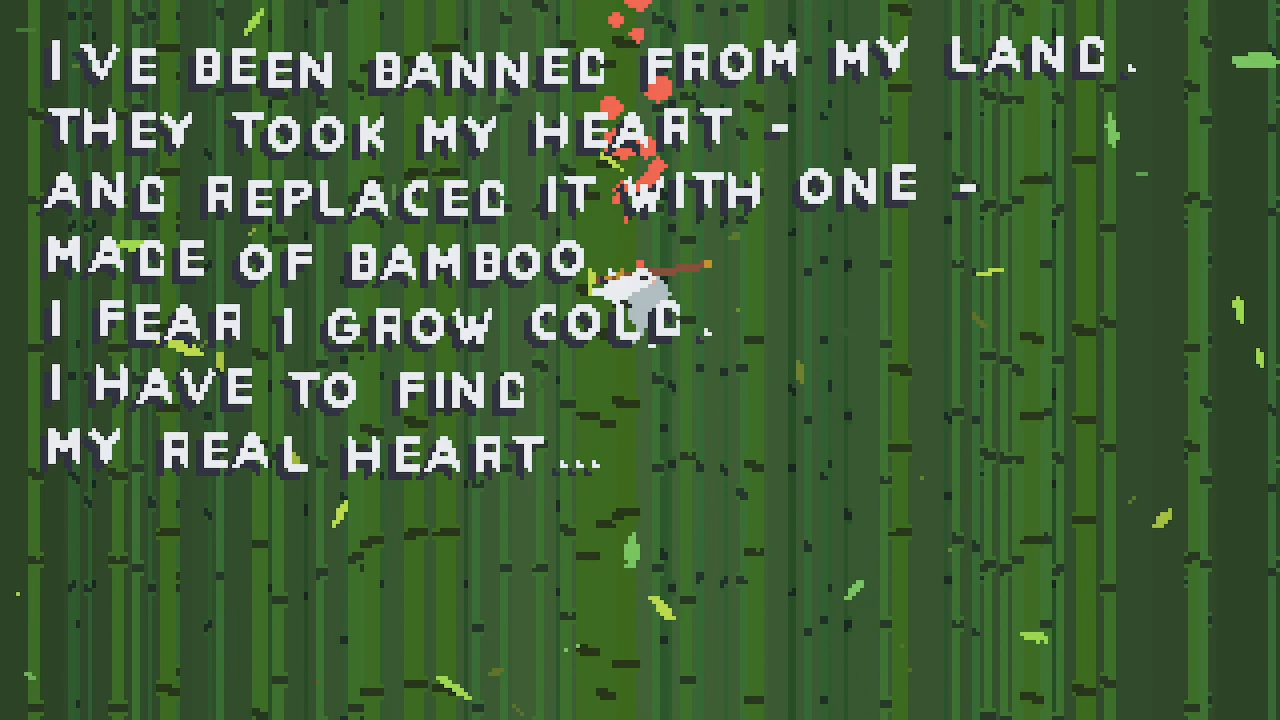 I'VE BEEN BANNED FROM MY LAND.
THEY TOOK MY HEART -
AND REPLACED IT WITH ONE -
MADE OF BAMBOO
I FEAR I GROW COLD.
I HAVE TO FIND
MY REAL HEART...